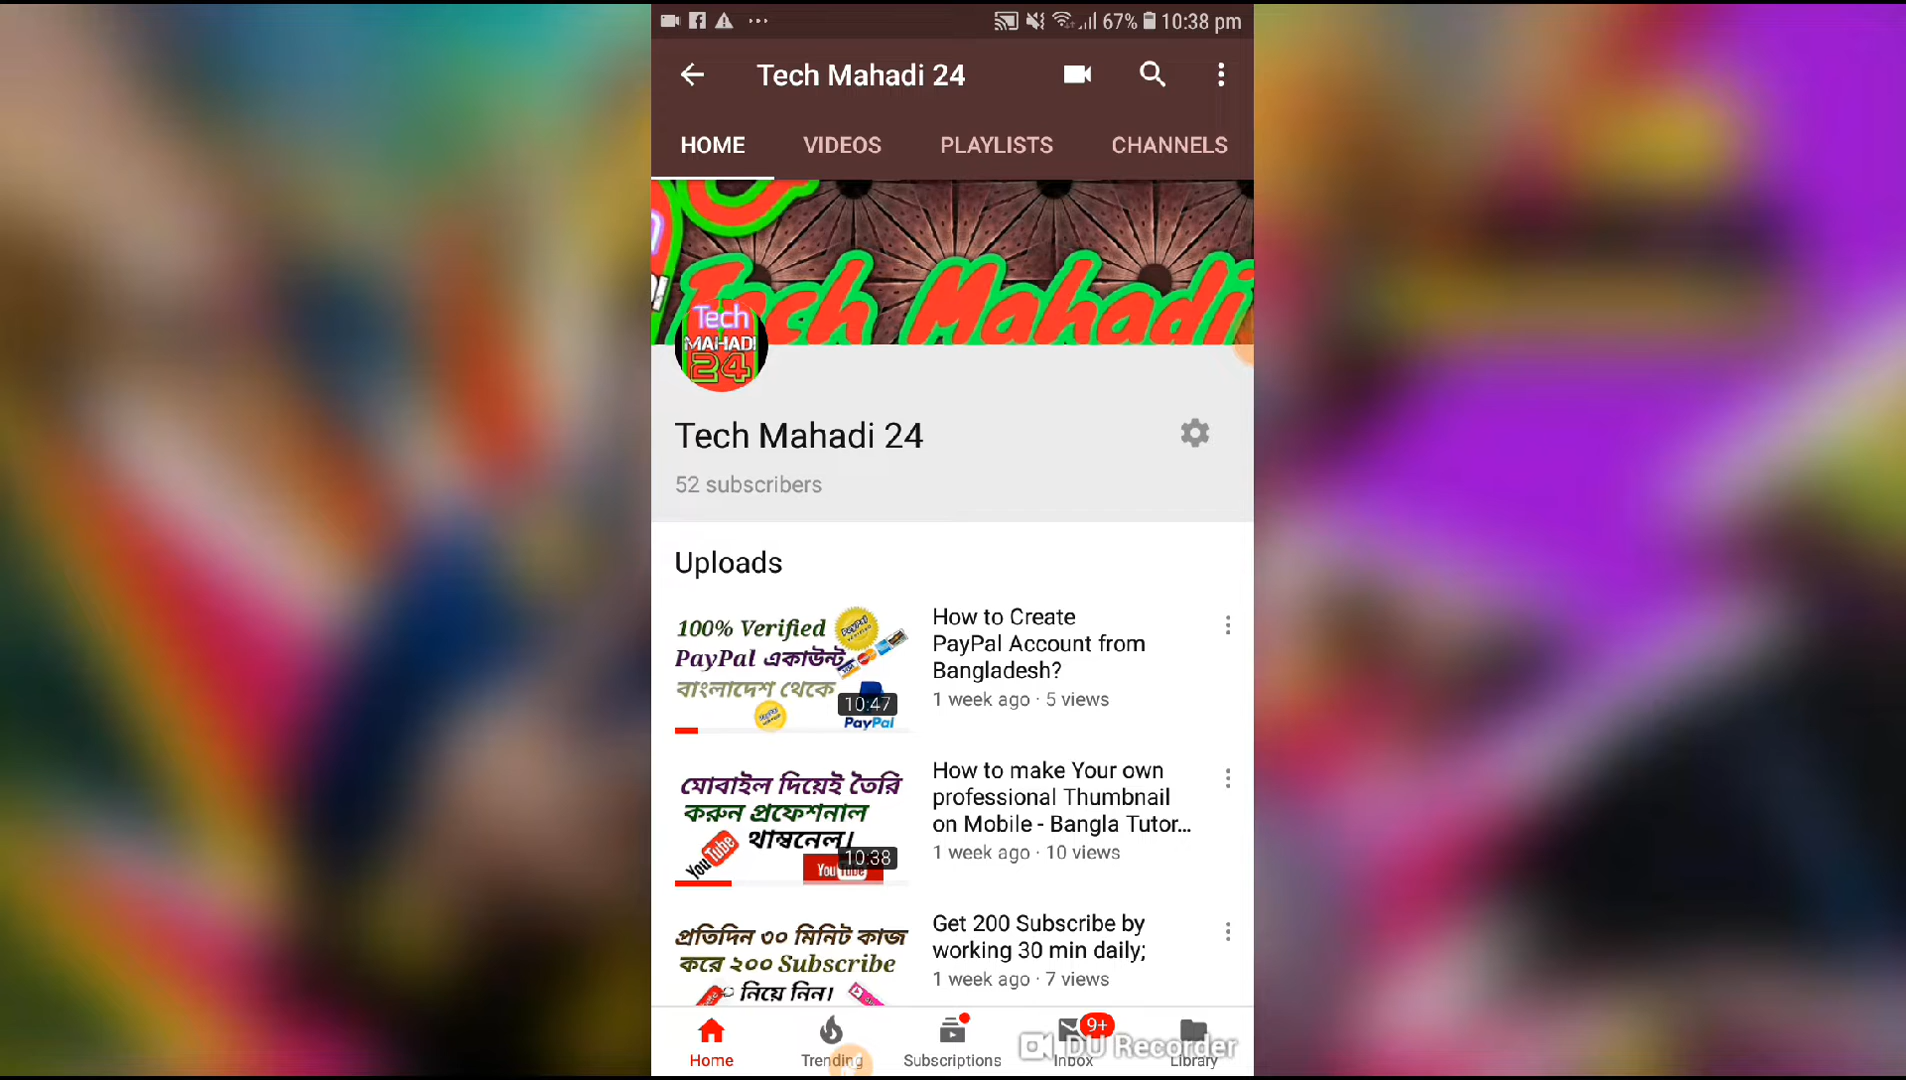 67% 10:38 pm
Tech Mahadi 24
HOME VIDEOS PLAYLISTS CHANNELS
Tech Mahadi
Tech
MAHADI
24
Tech Mahadi 24
52 subscribers
Uploads
100% Verified
PayPal একাউন্ট
বাংলাদেশ থেকে
10:47
PayPal
How to Create
PayPal Account from
Bangladesh?
1 week ago · 5 views
মোবাইল দিয়েই তৈরি
করুন প্রফেশনাল
থাম্বনেল।
YouTube
10:38
How to make Your own
professional Thumbnail
on Mobile - Bangla Tutor...
1 week ago · 10 views
প্রতিদিন ৩০ মিনিট কাজ
করে ২০০ Subscribe
নিয়ে নিন।
Get 200 Subscribe by
working 30 min daily;
1 week ago · 7 views
9+
Home Trending Subscriptions Inbox Library
DU Recorder